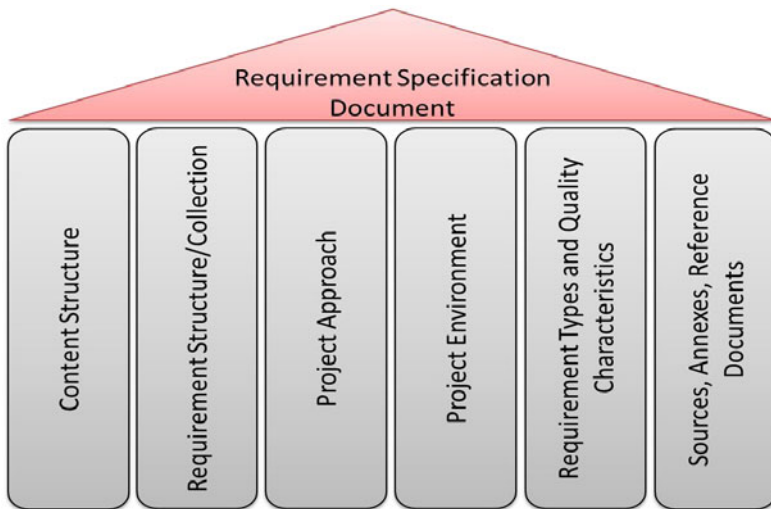 Requirement Specification
Document
Content Structure
Requirement Structure/Collection
Project Approach
Project Environment
Requirement Types and Quality
Characteristics
Sources, Annexes, Reference
Documents